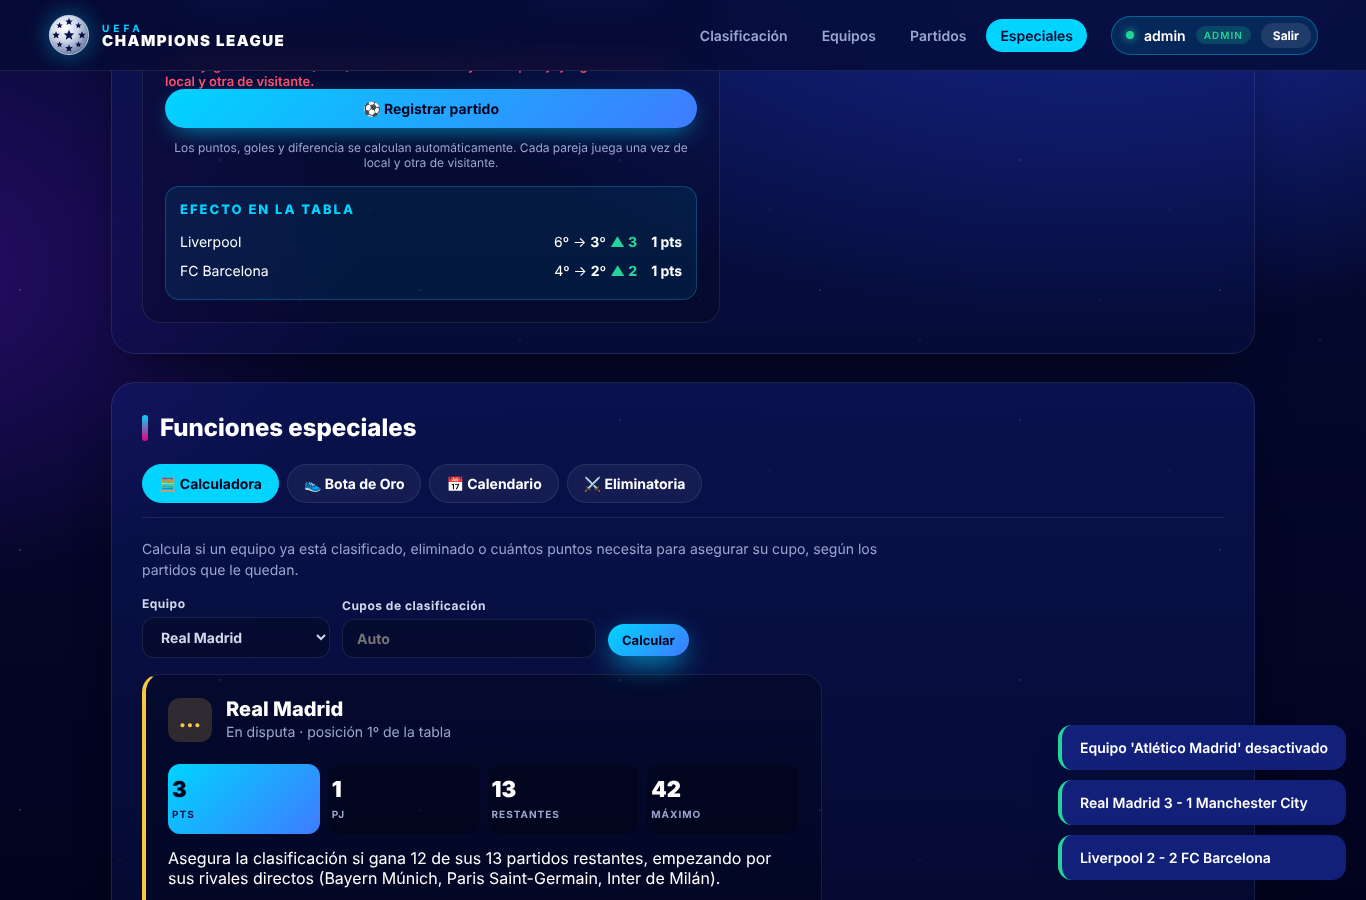 UEFA
CHAMPIONS LEAGUE
Clasificación
Equipos
Partidos
Especiales
admin
ADMIN
Salir
local y otra de visitante.
⚽ Registrar partido
Los puntos, goles y diferencia se calculan automáticamente. Cada pareja juega una vez de
local y otra de visitante.
EFECTO EN LA TABLA
Liverpool 6º → 3º ▲ 3 1 pts
FC Barcelona 4º → 2º ▲ 2 1 pts
Funciones especiales
🧮 Calculadora
👟 Bota de Oro
📅 Calendario
⚔️ Eliminatoria
Calcula si un equipo ya está clasificado, eliminado o cuántos puntos necesita para asegurar su cupo, según los
partidos que le quedan.
Equipo
Cupos de clasificación
Real Madrid
Auto
Calcular
...
Real Madrid
En disputa · posición 1º de la tabla
3
PTS
1
PJ
13
RESTANTES
42
MÁXIMO
Asegura la clasificación si gana 12 de sus 13 partidos restantes, empezando por
sus rivales directos (Bayern Múnich, Paris Saint-Germain, Inter de Milán).
Equipo 'Atlético Madrid' desactivado
Real Madrid 3 - 1 Manchester City
Liverpool 2 - 2 FC Barcelona